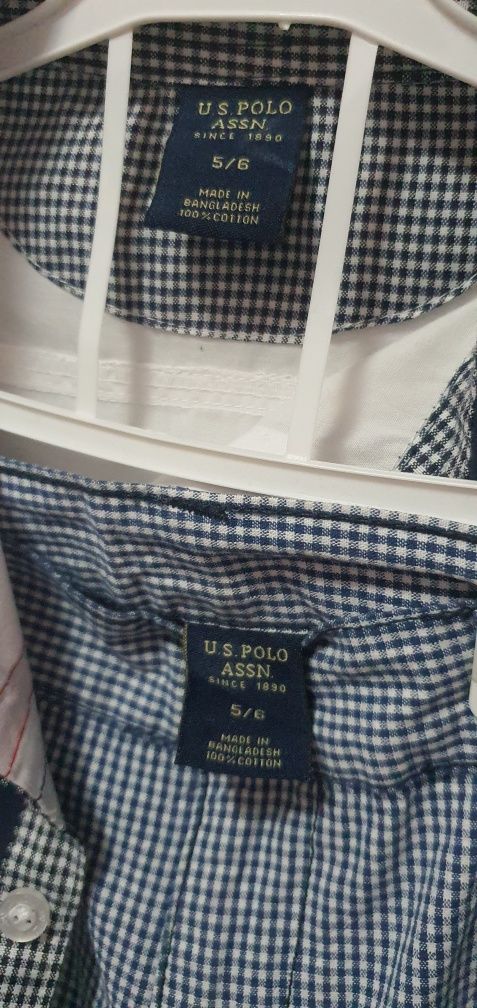 U.S. POLO
ASSN.
SINCE 1890
5/6
MADE IN
BANGLADESH
100% COTTON
U.S. POLO
ASSN.
SINCE 1890
5/6
MADE IN
BANGLADESH
100% COTTON